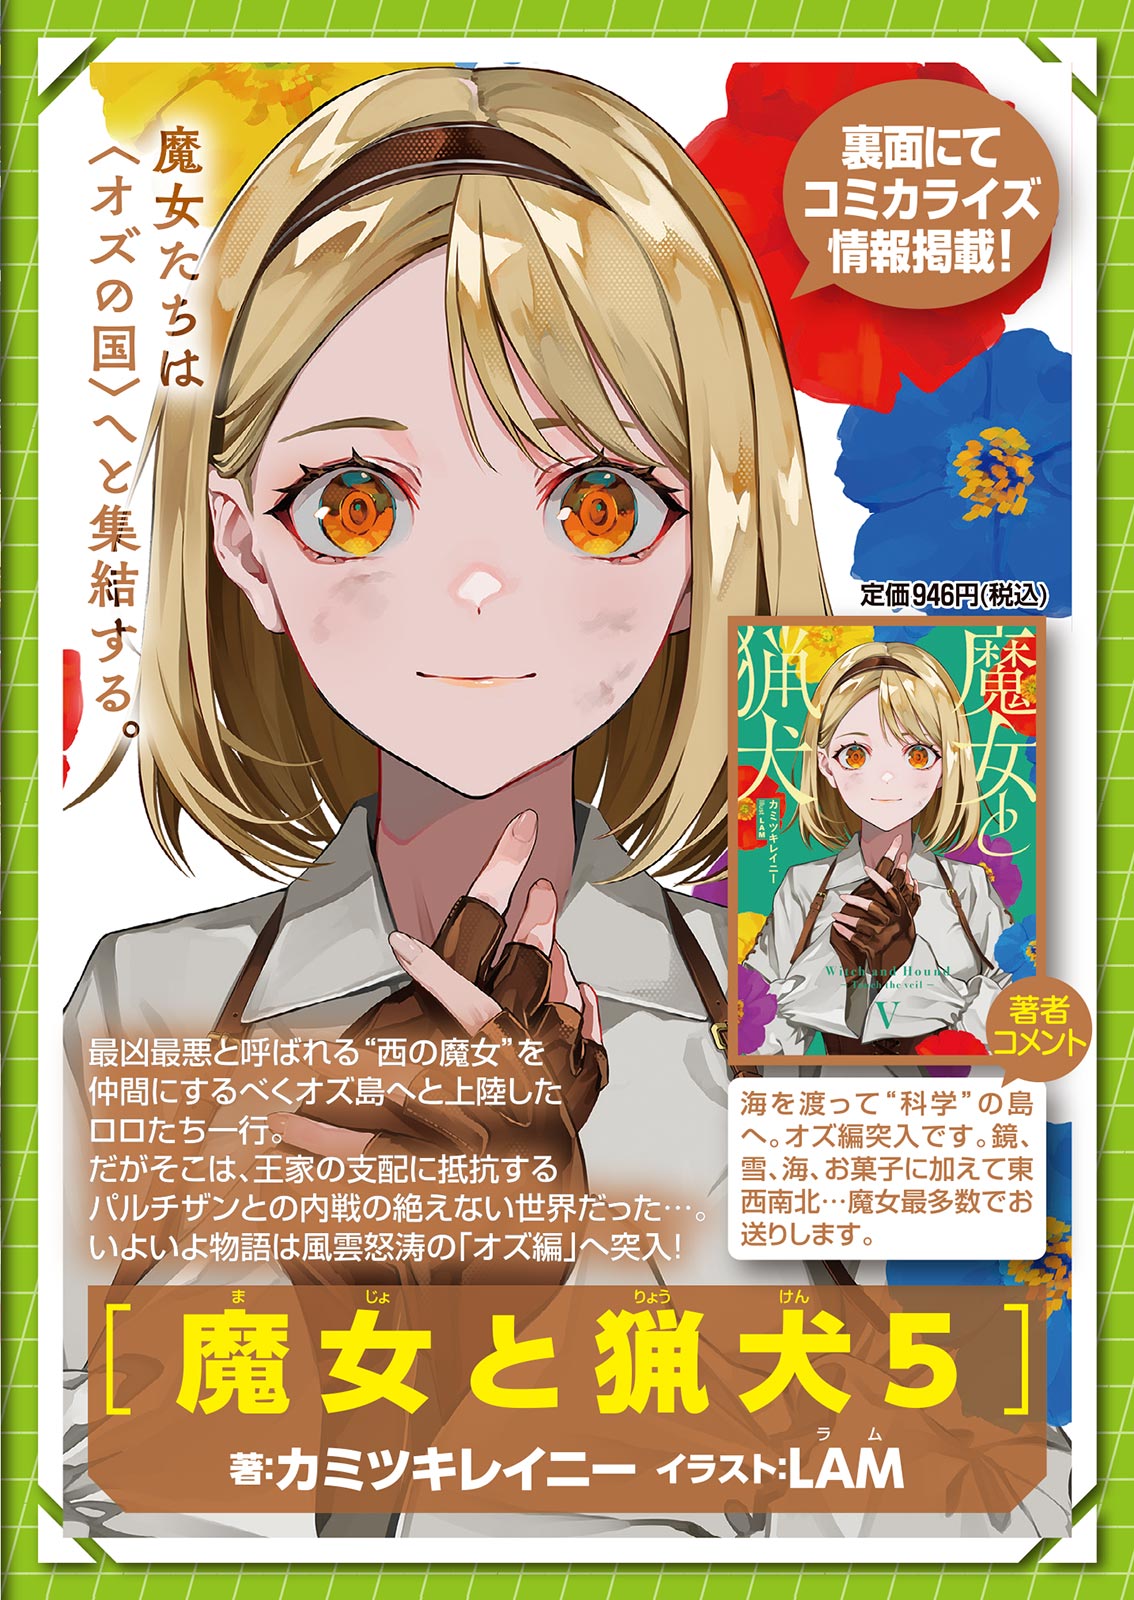 魔女たちは
〈オズの国〉へと集結する。
裏面にて
コミカライズ
情報掲載！
定価946円(税込)
魔女と
猟犬
カミツキレイニー
Illust. LAM
Witch and Hound
– Touch the veil –
V
著者
コメント
海を渡って“科学”の島
へ。オズ編突入です。鏡、
雪、海、お菓子に加えて東
西南北…魔女最多数でお
送りします。
最凶最悪と呼ばれる“西の魔女”を
仲間にするべくオズ島へと上陸した
ロロたち一行。
だがそこは、王家の支配に抵抗する
パルチザンとの内戦の絶えない世界だった…。
いよいよ物語は風雲怒涛の「オズ編」へ突入！
ま じょ りょう けん
［魔女と猟犬5］
ラム
著：カミツキレイニー イラスト：LAM